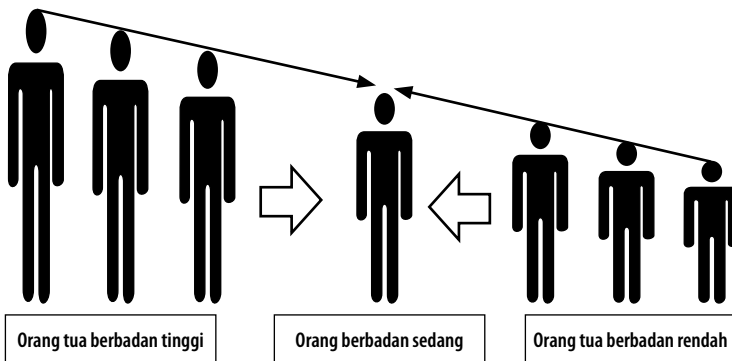 Orang tua berbadan tinggi
Orang berbadan sedang
Orang tua berbadan rendah